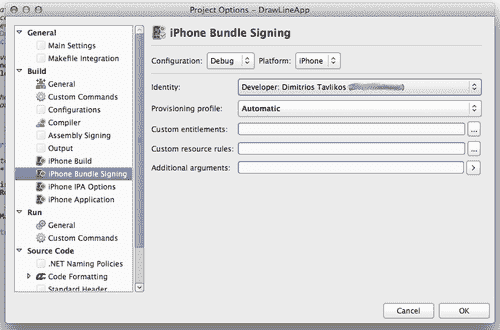 Project Options – DrawLineApp
General
Main Settings
Makefile Integration
Build
General
Custom Commands
Configurations
Compiler
Assembly Signing
Output
iPhone Build
iPhone Bundle Signing
iPhone IPA Options
iPhone Application
Run
General
Custom Commands
Source Code
.NET Naming Policies
Code Formatting
Standard Header
iPhone Bundle Signing
Configuration: Debug Platform: iPhone
Identity: Developer: Dimitrios Tavlikos
Provisioning profile: Automatic
Custom entitlements: ...
Custom resource rules: ...
Additional arguments:
Cancel OK